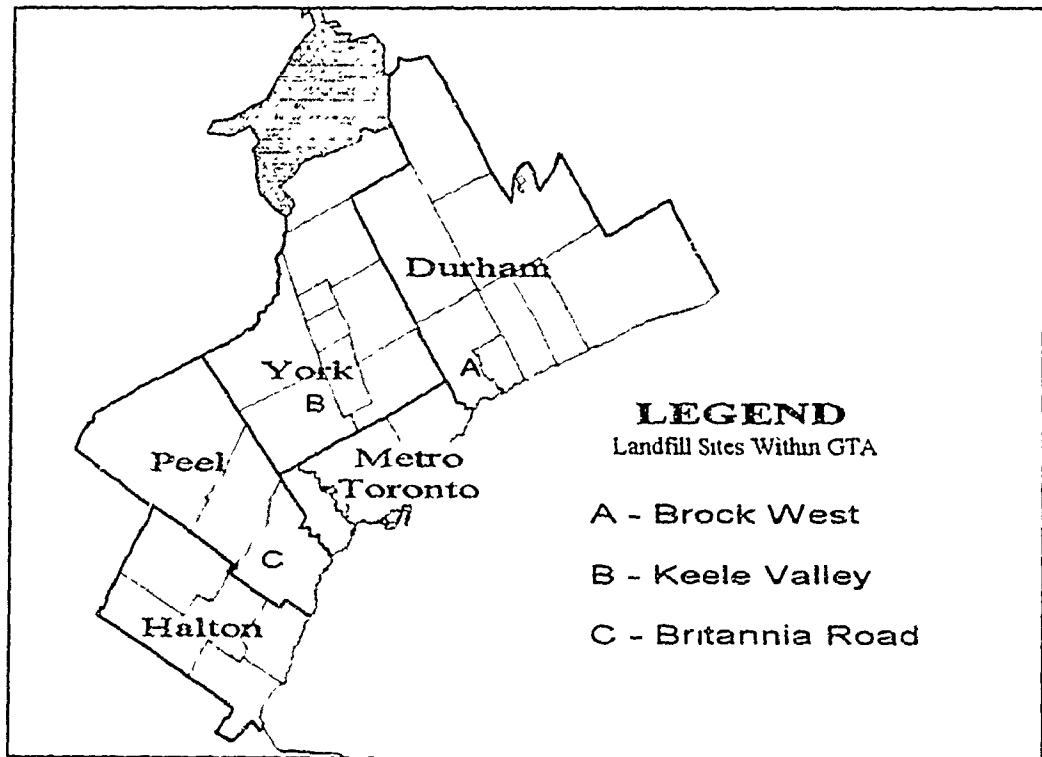 Durham
York
A
B
Peel
Metro
Toronto
C
Halton
LEGEND
Landfill Sites Within GTA
A - Brock West
B - Keele Valley
C - Britannia Road